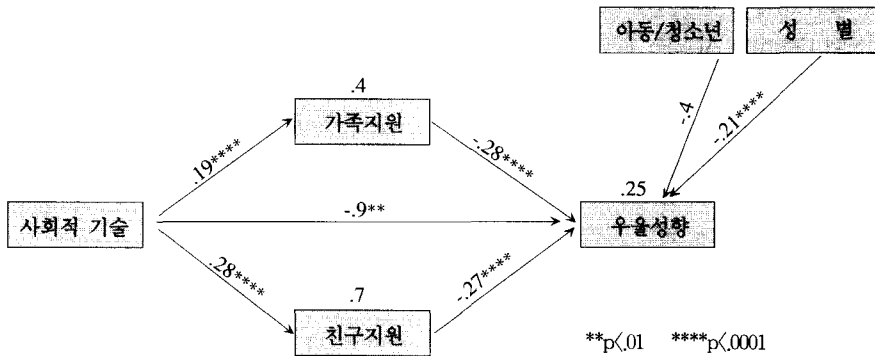 아동/청소년
성 별
.4
가족지원
-.4
-.21****
.19****
-.28****
.25
사회적 기술
-.9**
우울성향
.28****
.7
-.27****
친구지원
**p<.01 ****p<.0001